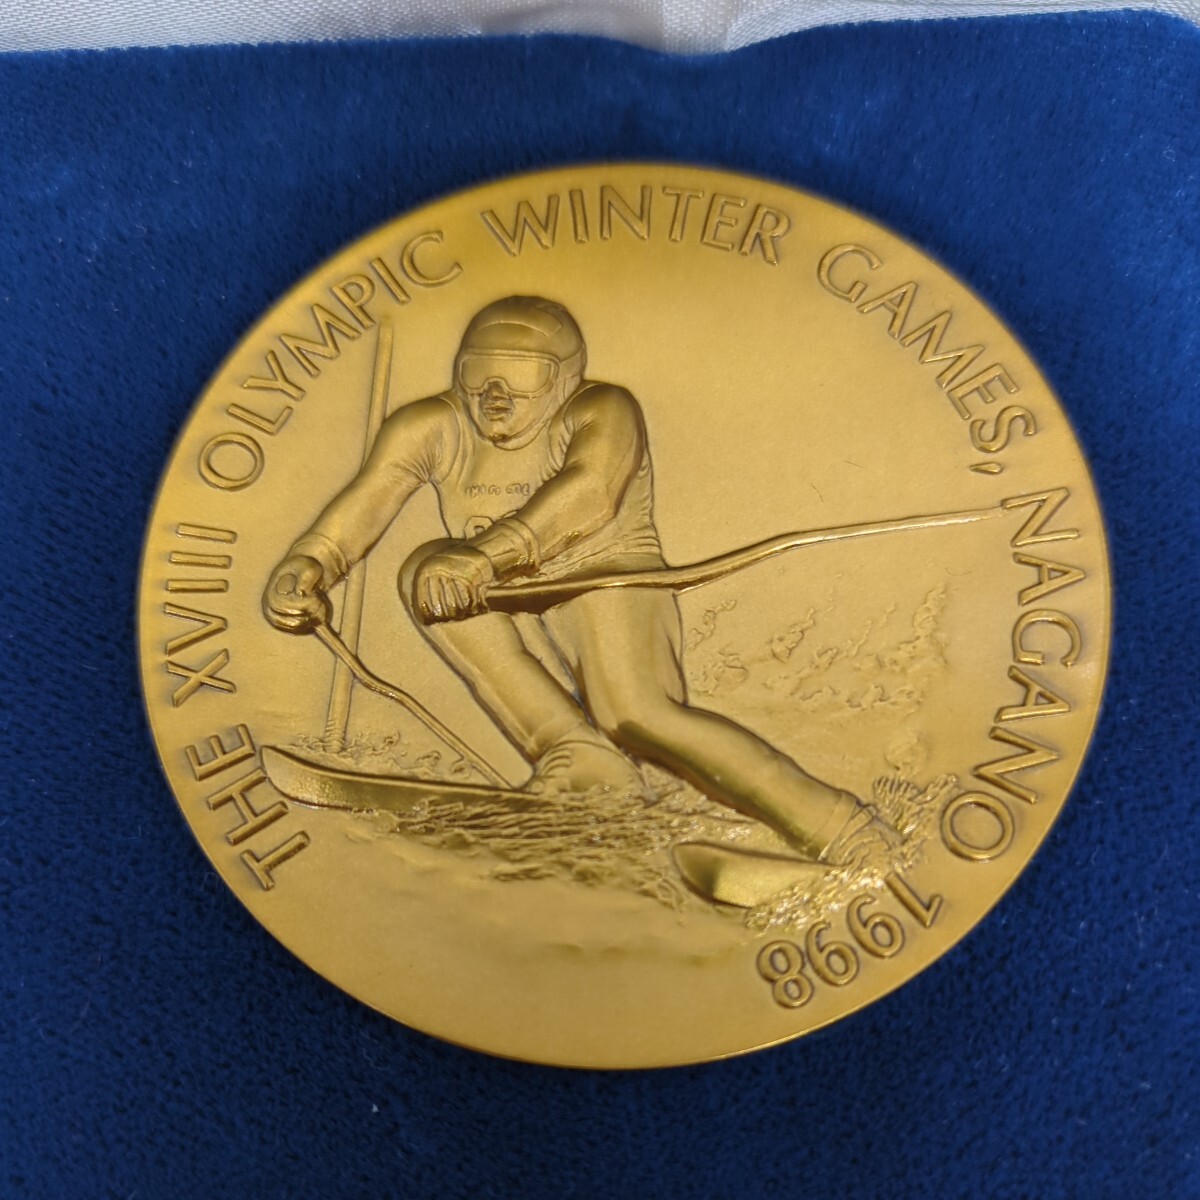 THE XVIII OLYMPIC WINTER GAMES, NAGANO 1998